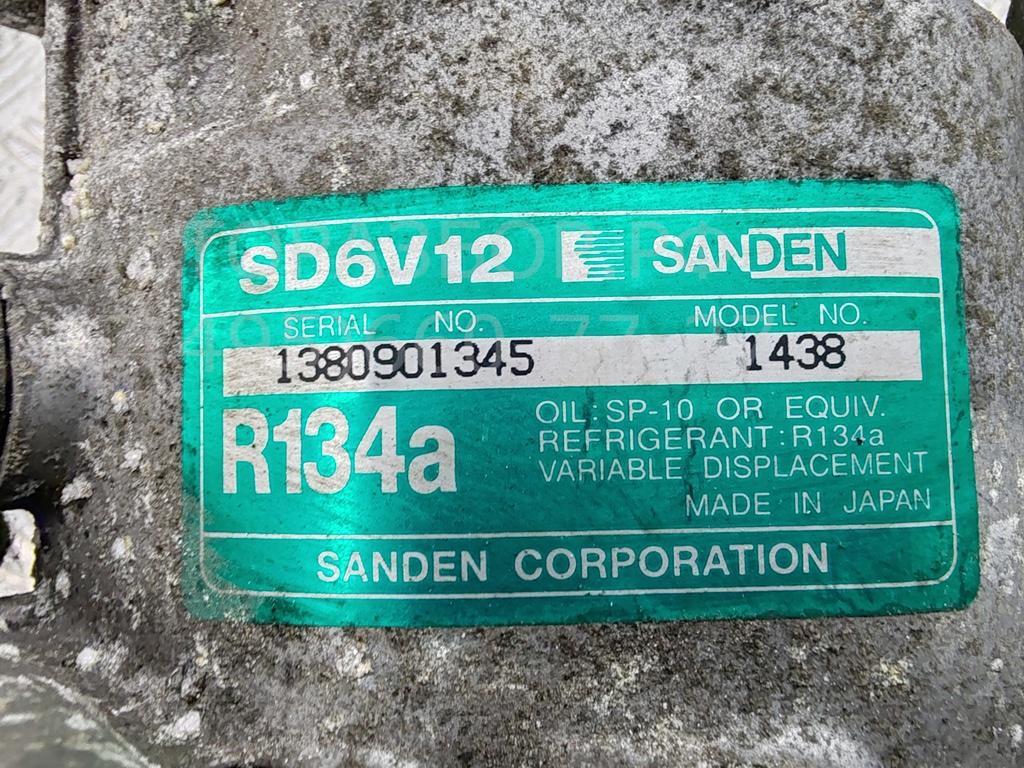 SD6V12 SANDEN
SERIAL NO. MODEL NO.
1380901345 1438
R134a
OIL: SP-10 OR EQUIV.
REFRIGERANT: R134a
VARIABLE DISPLACEMENT
MADE IN JAPAN
SANDEN CORPORATION